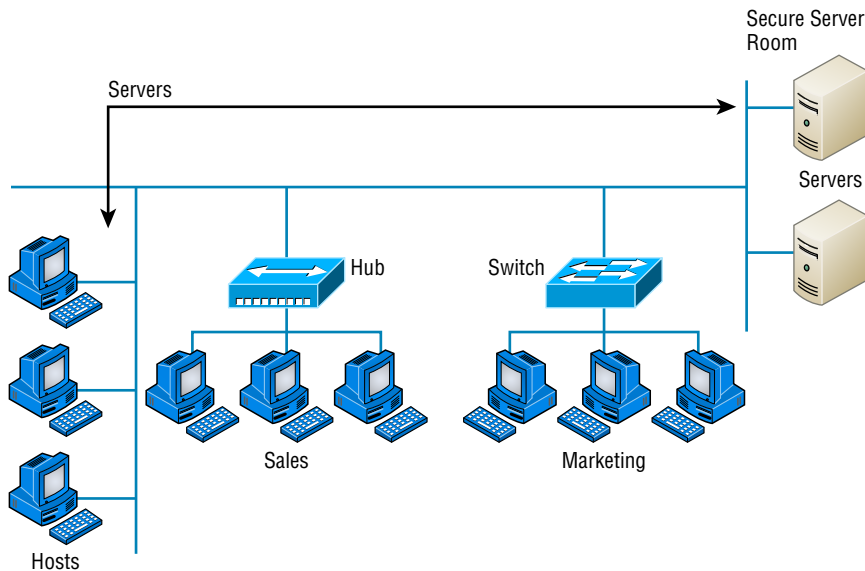 Secure Server
Room
Servers
Servers
Hub
Switch
Sales
Marketing
Hosts